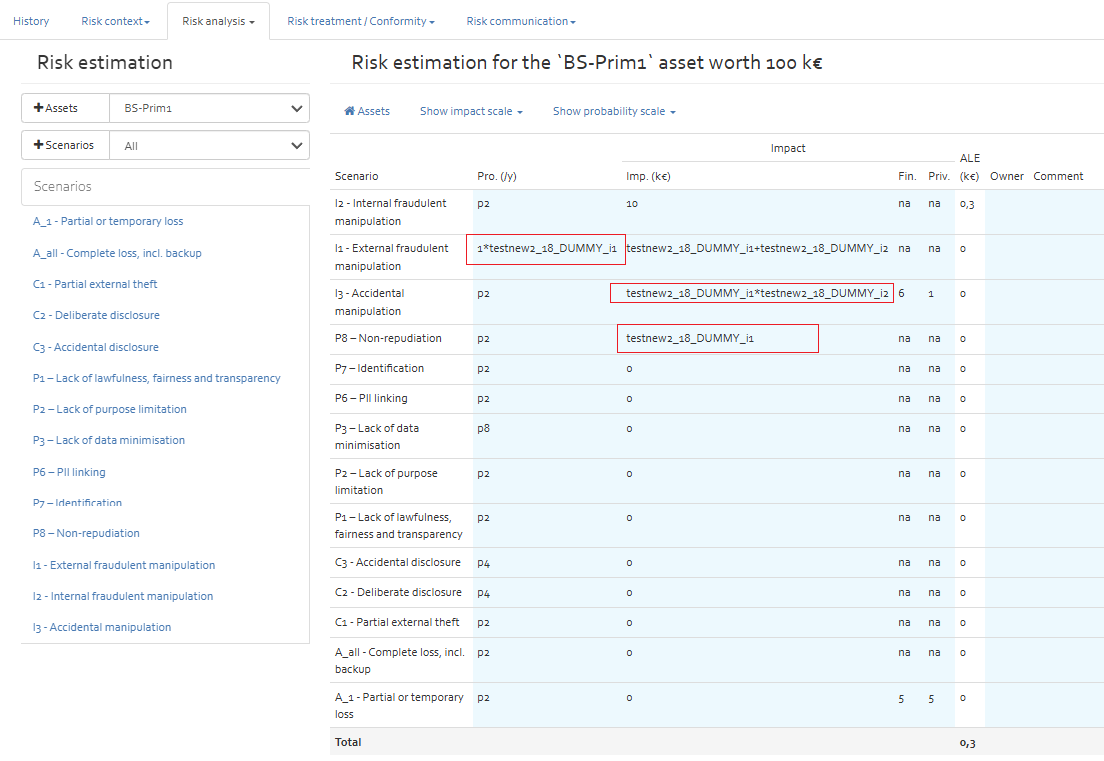 History Risk context Risk analysis Risk treatment / Conformity Risk communication
Risk estimation
Assets BS-Prim1
Scenarios All
Scenarios
A_1 - Partial or temporary loss
A_all - Complete loss, incl. backup
C1 - Partial external theft
C2 - Deliberate disclosure
C3 - Accidental disclosure
P1 – Lack of lawfulness, fairness and transparency
P2 – Lack of purpose limitation
P3 – Lack of data minimisation
P6 – PII linking
P7 – Identification
P8 – Non-repudiation
I1 - External fraudulent manipulation
I2 - Internal fraudulent manipulation
I3 - Accidental manipulation
Risk estimation for the `BS-Prim1` asset worth 100 k€
Assets Show impact scale Show probability scale
Impact
ALE
Scenario Pro. (/y) Imp. (k€) Fin. Priv. (k€) Owner Comment
I2 - Internal fraudulent p2 10 na na 0,3
manipulation
I1 - External fraudulent 1*testnew2_18_DUMMY_i1 testnew2_18_DUMMY_i1+testnew2_18_DUMMY_i2 na na 0
manipulation
I3 - Accidental p2 testnew2_18_DUMMY_i1*testnew2_18_DUMMY_i2 6 1 0
manipulation
P8 – Non-repudiation p2 testnew2_18_DUMMY_i1 na na 0
P7 – Identification p2 0 na na 0
P6 – PII linking p2 0 na na 0
P3 – Lack of data p8 0 na na 0
minimisation
P2 – Lack of purpose p2 0 na na 0
limitation
P1 – Lack of lawfulness, p2 0 na na 0
fairness and transparency
C3 - Accidental disclosure p4 0 na na 0
C2 - Deliberate disclosure p4 0 na na 0
C1 - Partial external theft p2 0 na na 0
A_all - Complete loss, incl. p2 0 na na 0
backup
A_1 - Partial or temporary p2 0 5 5 0
loss
Total 0,3